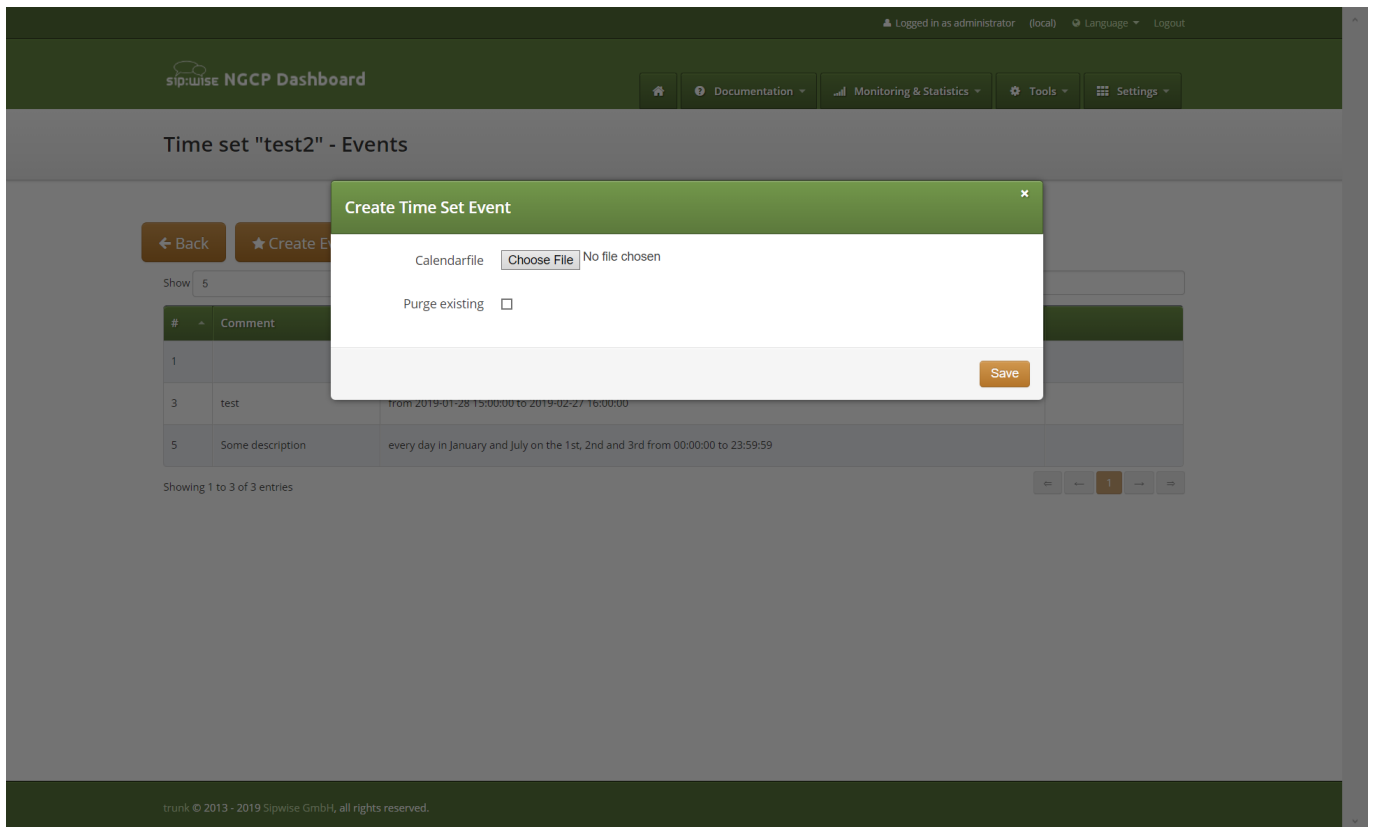 Logged in as administrator (local) Language Logout
sip:wise NGCP Dashboard
Documentation Monitoring & Statistics Tools Settings
Time set "test2" - Events
Create Time Set Event
Back Create E
Calendarfile Choose File No file chosen
Show 5
Purge existing
# Comment
1
Save
3 test from 2019-01-28 15:00:00 to 2019-02-27 16:00:00
5 Some description every day in January and July on the 1st, 2nd and 3rd from 00:00:00 to 23:59:59
Showing 1 to 3 of 3 entries 1
trunk © 2013 - 2019 Sipwise GmbH, all rights reserved.